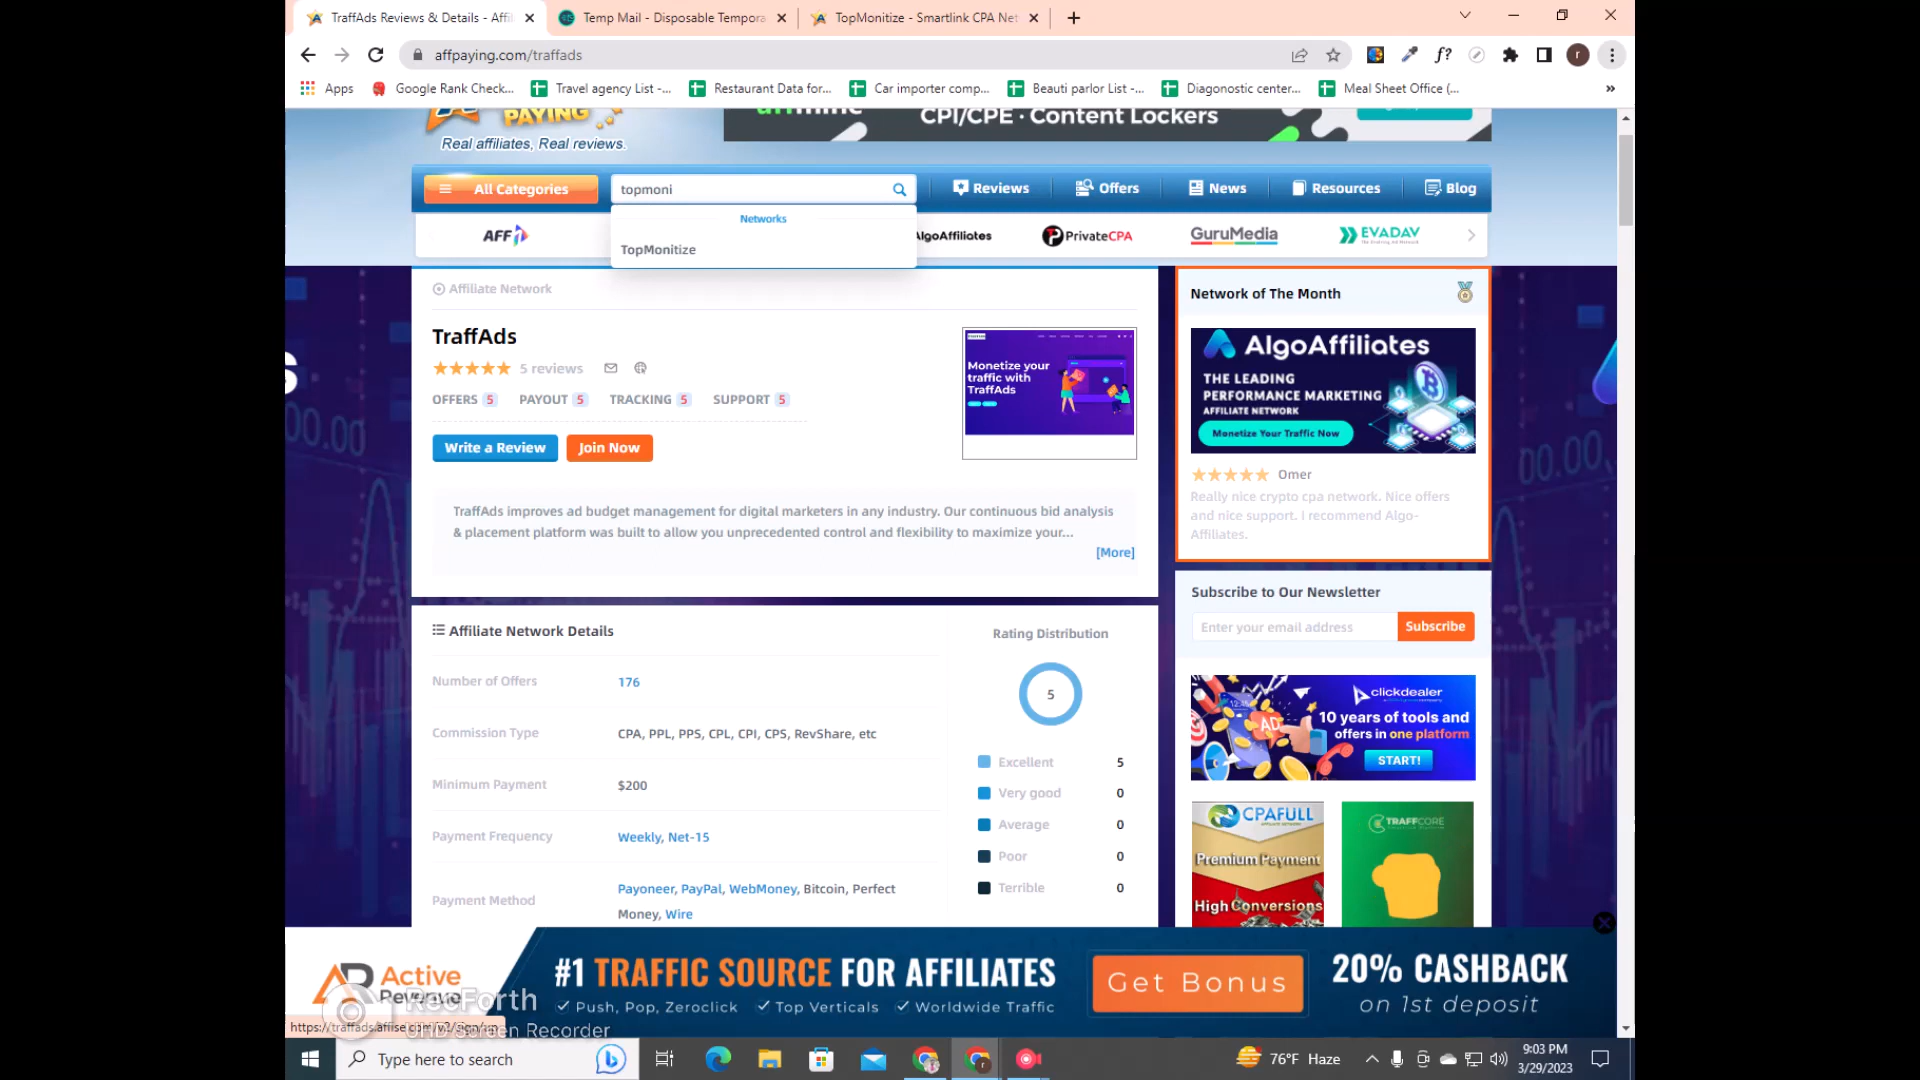 TraffAds Reviews & Details - Affil
Temp Mail - Disposable Tempora
TopMonitize - Smartlink CPA Net
affpaying.com/traffads
Apps
Google Rank Check...
Travel agency List -...
Restaurant Data for...
Car importer comp...
Beauti parlor List -...
Diagonostic center...
Meal Sheet Office (...
PAYING
Real affiliates, Real reviews.
CPI/CPE · Content Lockers
All Categories
topmoni
Reviews
Offers
News
Resources
Blog
Networks
TopMonitize
AFF
AlgoAffiliates
PrivateCPA
GuruMedia
EVADAV
Affiliate Network
TraffAds
5 reviews
OFFERS 5
PAYOUT 5
TRACKING 5
SUPPORT 5
Write a Review
Join Now
Monetize your
traffic with
TraffAds
TraffAds improves ad budget management for digital marketers in any industry. Our continuous bid analysis
& placement platform was built to allow you unprecedented control and flexibility to maximize your...
[More]
Affiliate Network Details
Number of Offers 176
Commission Type CPA, PPL, PPS, CPL, CPI, CPS, RevShare, etc
Minimum Payment $200
Payment Frequency Weekly, Net-15
Payment Method Payoneer, PayPal, WebMoney, Bitcoin, Perfect
Money, Wire
Rating Distribution
5
Excellent 5
Very good 0
Average 0
Poor 0
Terrible 0
Network of The Month
AlgoAffiliates
THE LEADING
PERFORMANCE MARKETING
AFFILIATE NETWORK
Monetize Your Traffic Now
Omer
Really nice crypto cpa network. Nice offers
and nice support. I recommend Algo-
Affiliates.
Subscribe to Our Newsletter
Enter your email address
Subscribe
clickdealer
10 years of tools and
offers in one platform
AD
START!
CPAFULL
Premium Payment
High Conversions
TRAFFCORE
Active
Revenue
#1 TRAFFIC SOURCE FOR AFFILIATES
Push, Pop, Zeroclick
Top Verticals
Worldwide Traffic
Get Bonus
20% CASHBACK
on 1st deposit
RecForth
UHD Screen Recorder
Type here to search
76°F Haze
9:03 PM
3/29/2023